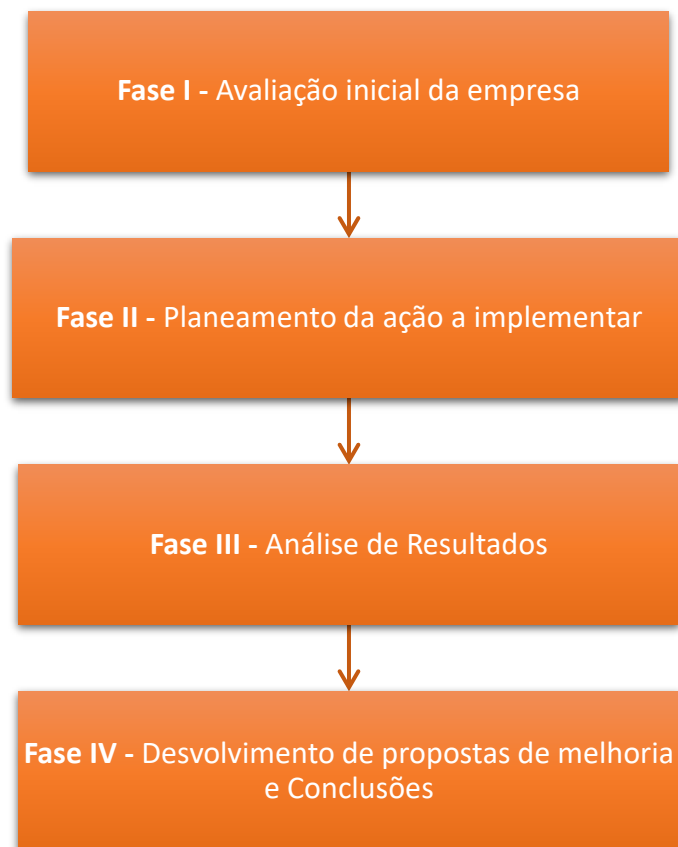 Fase I - Avaliação inicial da empresa
Fase II - Planeamento da ação a implementar
Fase III - Análise de Resultados
Fase IV - Desvolvimento de propostas de melhoria
e Conclusões